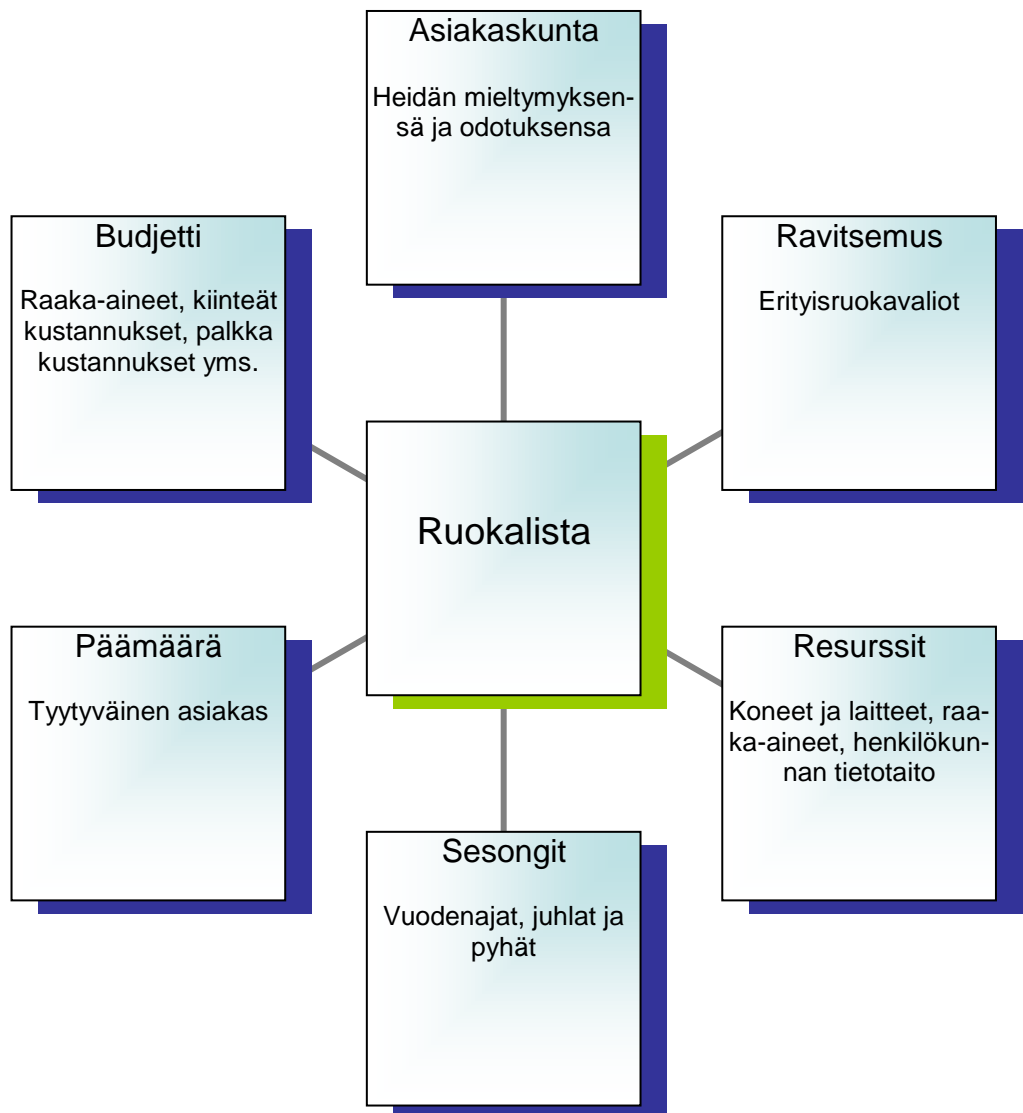 Asiakaskunta
Heidän mieltymyksen-
sä ja odotuksensa
Budjetti
Raaka-aineet, kiinteät
kustannukset, palkka
kustannukset yms.
Ravitsemus
Erityisruokavaliot
Ruokalista
Päämäärä
Tyytyväinen asiakas
Resurssit
Koneet ja laitteet, raa-
ka-aineet, henkilökun-
nan tietotaito
Sesongit
Vuodenajat, juhlat ja
pyhät